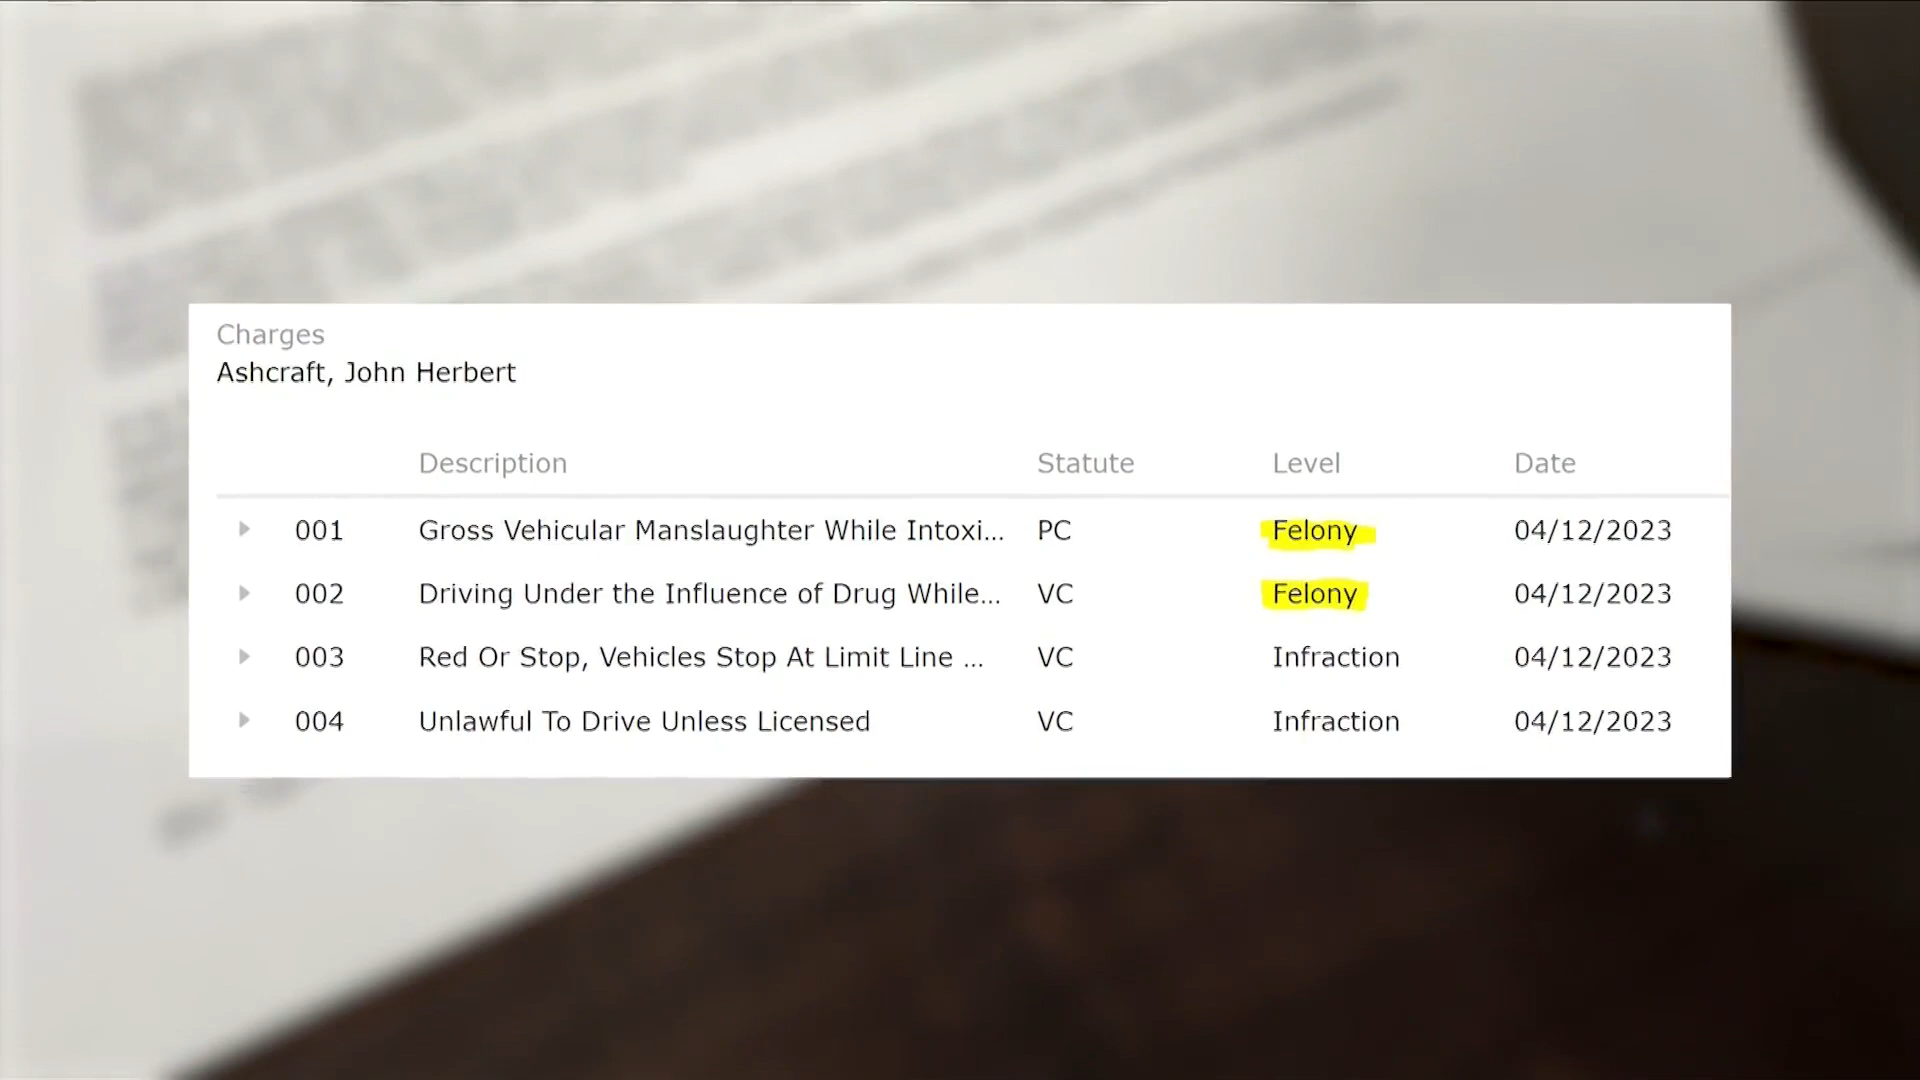 Charges
Ashcraft, John Herbert
Description Statute Level Date
001 Gross Vehicular Manslaughter While Intoxi... PC Felony 04/12/2023
002 Driving Under the Influence of Drug While... VC Felony 04/12/2023
003 Red Or Stop, Vehicles Stop At Limit Line ... VC Infraction 04/12/2023
004 Unlawful To Drive Unless Licensed VC Infraction 04/12/2023